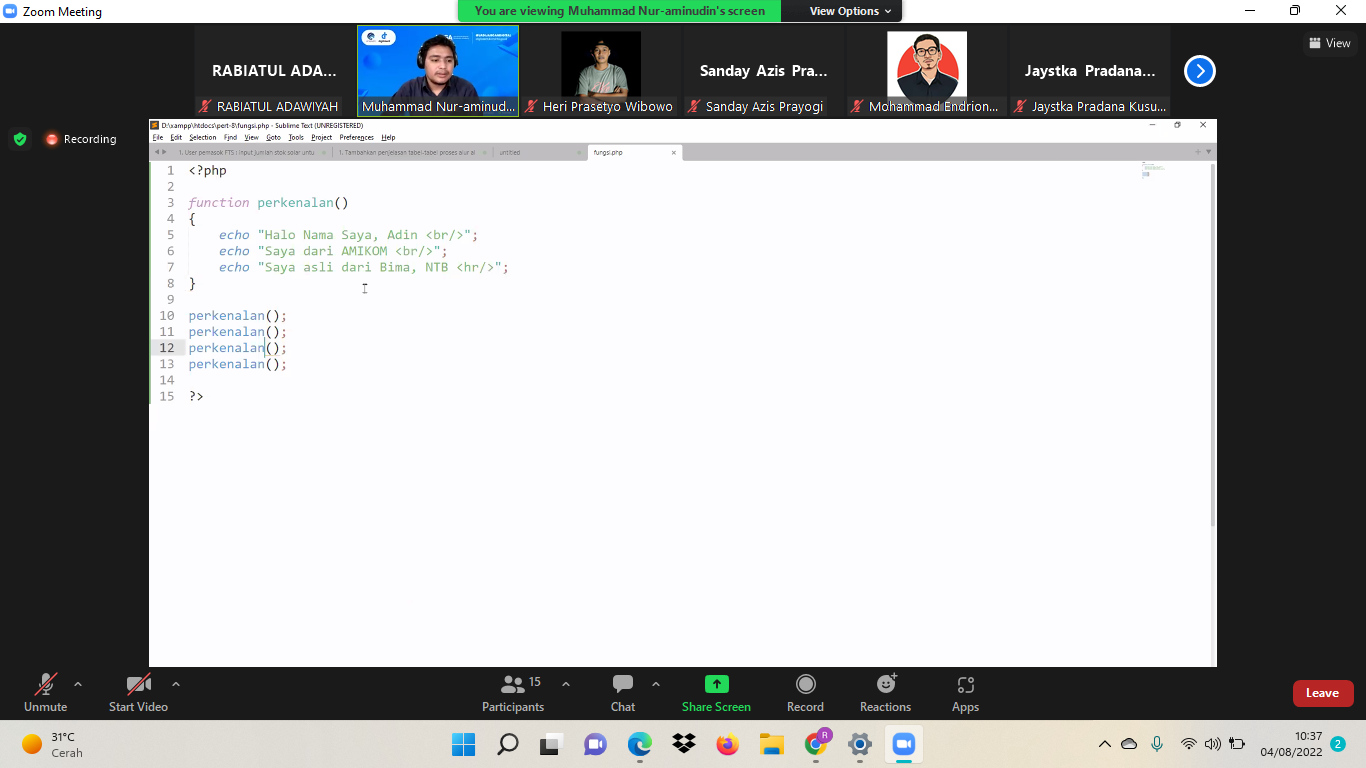 Zoom Meeting
You are viewing Muhammad Nur-aminudin's screen
View Options
RABIATUL ADA...
RABIATUL ADAWIYAH
Muhammad Nur-aminud...
Heri Prasetyo Wibowo
Sanday Azis Pra...
Sanday Azis Prayogi
Mohammad Endrion...
Jaystka Pradana...
Jaystka Pradana Kusu...
View
Recording
D:\xampp\htdocs\pert-8\fungsi.php - Sublime Text (UNREGISTERED)
File Edit Selection Find View Goto Tools Project Preferences Help
1. User pemasok FTS : Input jumlah stok solar untu
1. Tambahkan penjelasan tabel-tabel proses alur al
untitled
fungsi.php
1 <?php
2
3 function perkenalan()
4 {
5 echo "Halo Nama Saya, Adin <br/>";
6 echo "Saya dari AMIKOM <br/>";
7 echo "Saya asli dari Bima, NTB <hr/>";
8 }
9
10 perkenalan();
11 perkenalan();
12 perkenalan();
13 perkenalan();
14
15 ?>
Unmute
Start Video
Participants 15
Chat
Share Screen
Record
Reactions
Apps
Leave
31°C
Cerah
R
10:37
04/08/2022
2